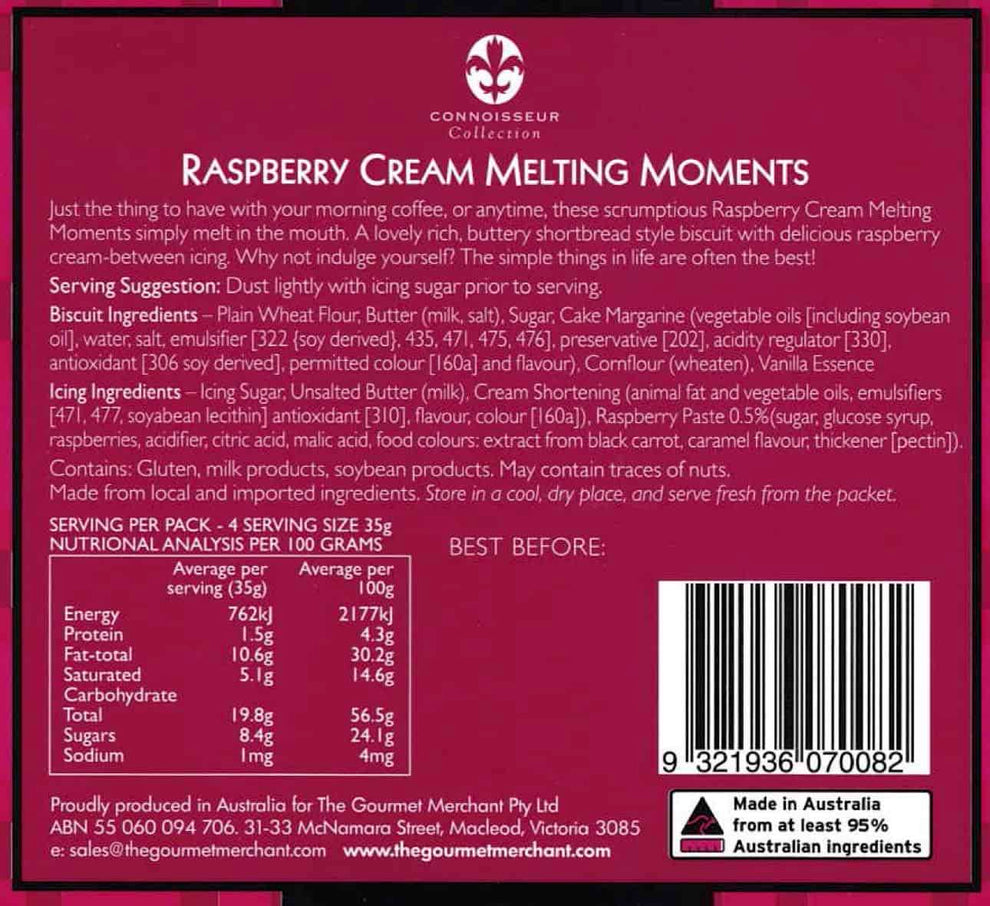 CONNOISSEUR
Collection
RASPBERRY CREAM MELTING MOMENTS
Just the thing to have with your morning coffee, or anytime, these scrumptious Raspberry Cream Melting
Moments simply melt in the mouth. A lovely rich, buttery shortbread style biscuit with delicious raspberry
cream-between icing. Why not indulge yourself? The simple things in life are often the best!
Serving Suggestion: Dust lightly with icing sugar prior to serving.
Biscuit Ingredients – Plain Wheat Flour, Butter (milk, salt), Sugar, Cake Margarine (vegetable oils [including soybean
oil], water, salt, emulsifier [322 {soy derived}, 435, 471, 475, 476], preservative [202], acidity regulator [330],
antioxidant [306 soy derived], permitted colour [160a] and flavour), Cornflour (wheaten), Vanilla Essence
Icing Ingredients – Icing Sugar, Unsalted Butter (milk), Cream Shortening (animal fat and vegetable oils, emulsifiers
[471, 477, soyabean lecithin] antioxidant [310], flavour, colour [160a]), Raspberry Paste 0.5%(sugar, glucose syrup,
raspberries, acidifier, citric acid, malic acid, food colours: extract from black carrot, caramel flavour, thickener [pectin]).
Contains: Gluten, milk products, soybean products. May contain traces of nuts.
Made from local and imported ingredients. Store in a cool, dry place, and serve fresh from the packet.
SERVING PER PACK - 4 SERVING SIZE 35g
NUTRIONAL ANALYSIS PER 100 GRAMS
BEST BEFORE:
Average per serving (35g) Average per 100g
Energy 762kJ 2177kJ
Protein 1.5g 4.3g
Fat-total 10.6g 30.2g
Saturated 5.1g 14.6g
Carbohydrate
Total 19.8g 56.5g
Sugars 8.4g 24.1g
Sodium 1mg 4mg
9 321936 070082
Proudly produced in Australia for The Gourmet Merchant Pty Ltd
ABN 55 060 094 706. 31-33 McNamara Street, Macleod, Victoria 3085
e: sales@thegourmetmerchant.com www.thegourmetmerchant.com
Made in Australia
from at least 95%
Australian ingredients